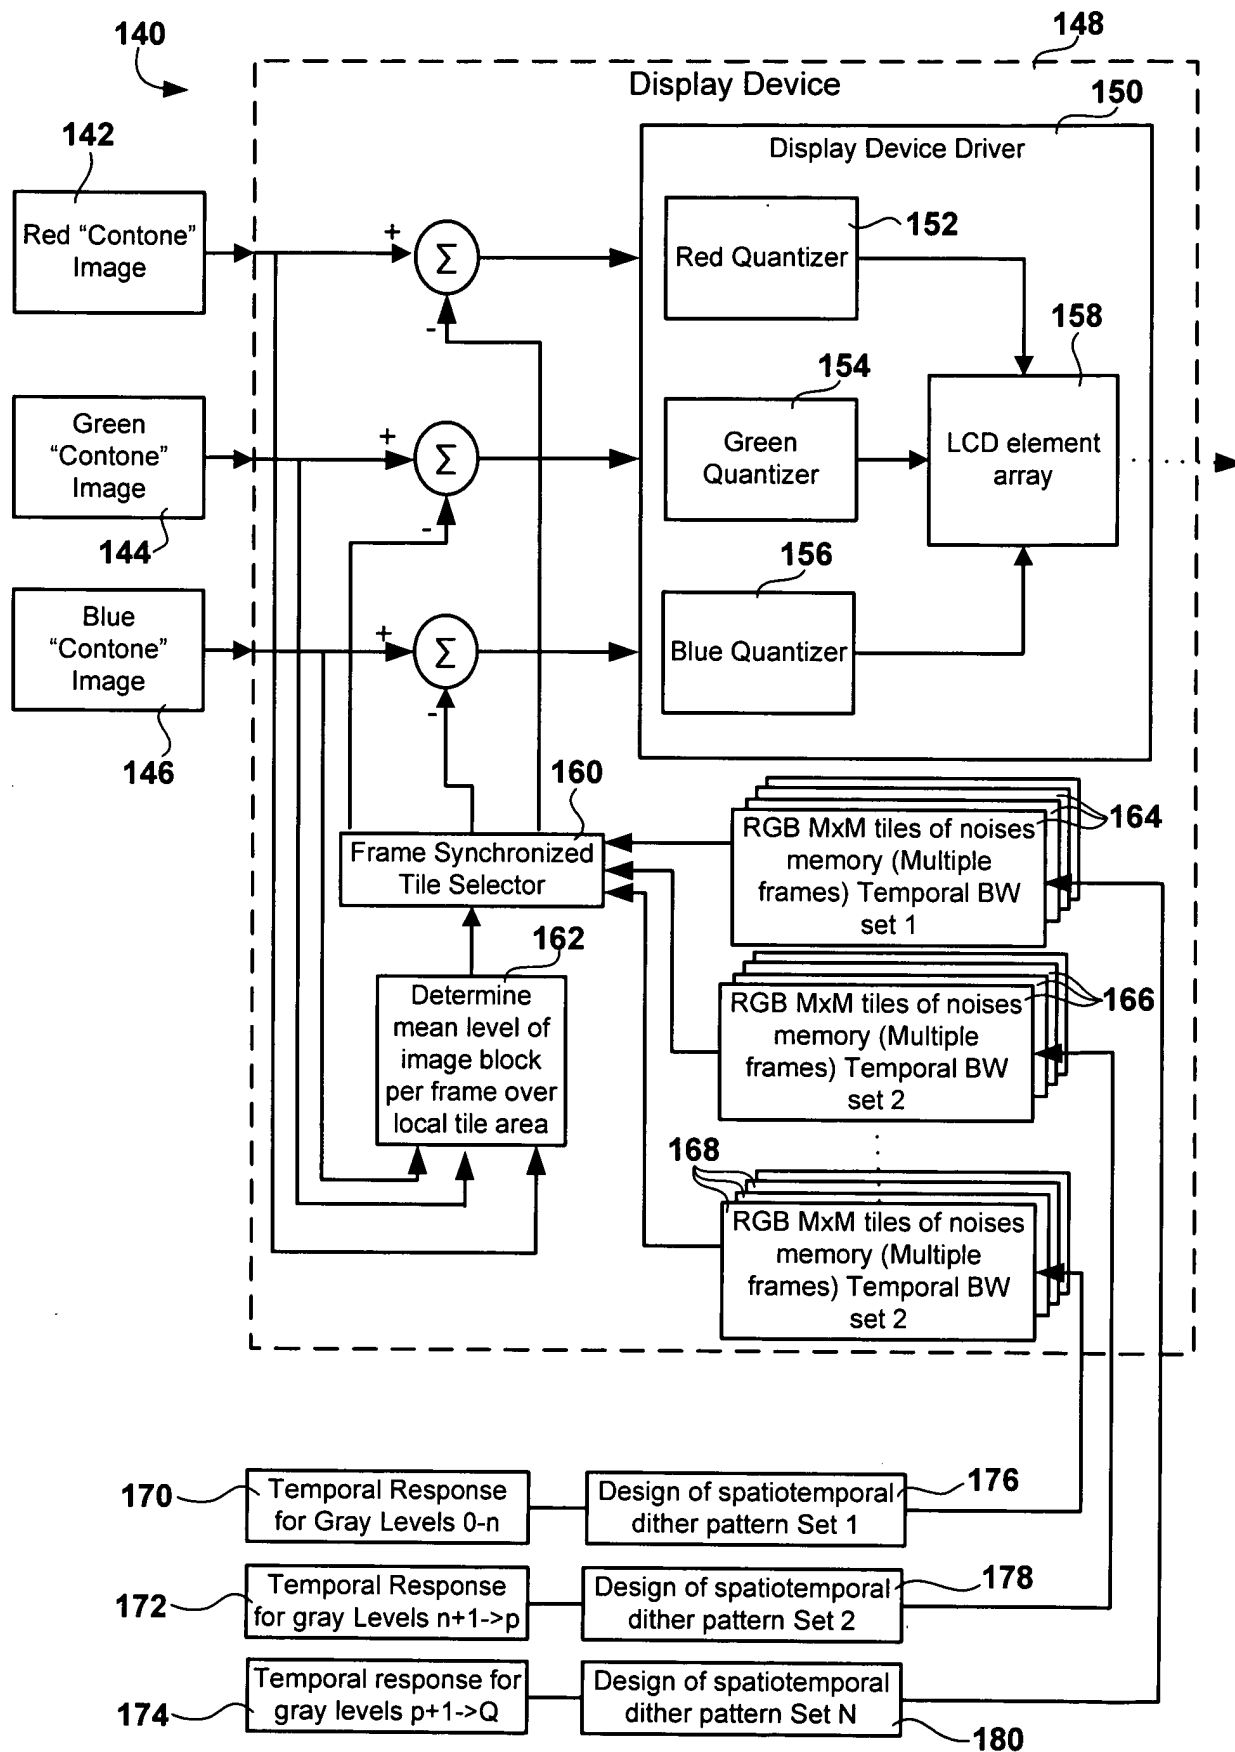 140
148
Display Device
150
142
Display Device Driver
Red “Contone”
Image
+
Σ
-
152
Red Quantizer
158
154
Green
“Contone”
Image
144
+
Σ
-
Green
Quantizer
LCD element
array
156
Blue
“Contone”
Image
146
+
Σ
-
Blue Quantizer
160
Frame Synchronized
Tile Selector
RGB MxM tiles of noises
memory (Multiple
frames) Temporal BW
set 1
164
162
Determine
mean level of
image block
per frame over
local tile area
RGB MxM tiles of noises
memory (Multiple
frames) Temporal BW
set 2
166
168
RGB MxM tiles of noises
memory (Multiple
frames) Temporal BW
set 2
170
Temporal Response
for Gray Levels 0-n
Design of spatiotemporal
dither pattern Set 1
176
172
Temporal Response
for gray Levels n+1->p
Design of spatiotemporal
dither pattern Set 2
178
174
Temporal response for
gray levels p+1->Q
Design of spatiotemporal
dither pattern Set N
180